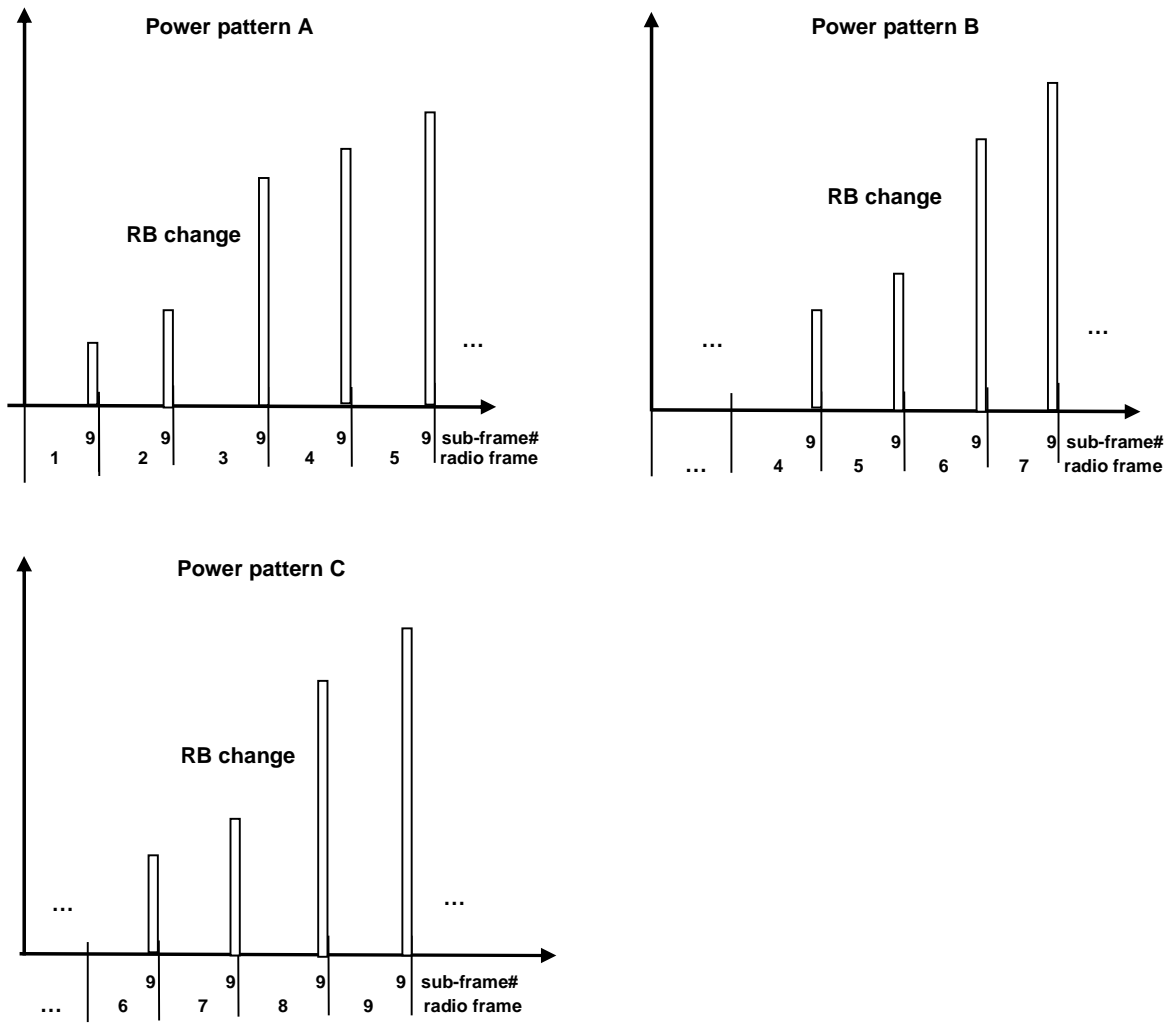 Power pattern A
RB change
...
9 9 9 9 9 sub-frame#
1 2 3 4 5 radio frame
Power pattern B
RB change
... ...
9 9 9 9 sub-frame#
... 4 5 6 7 radio frame
Power pattern C
RB change
... ...
9 9 9 9 sub-frame#
... 6 7 8 9 radio frame